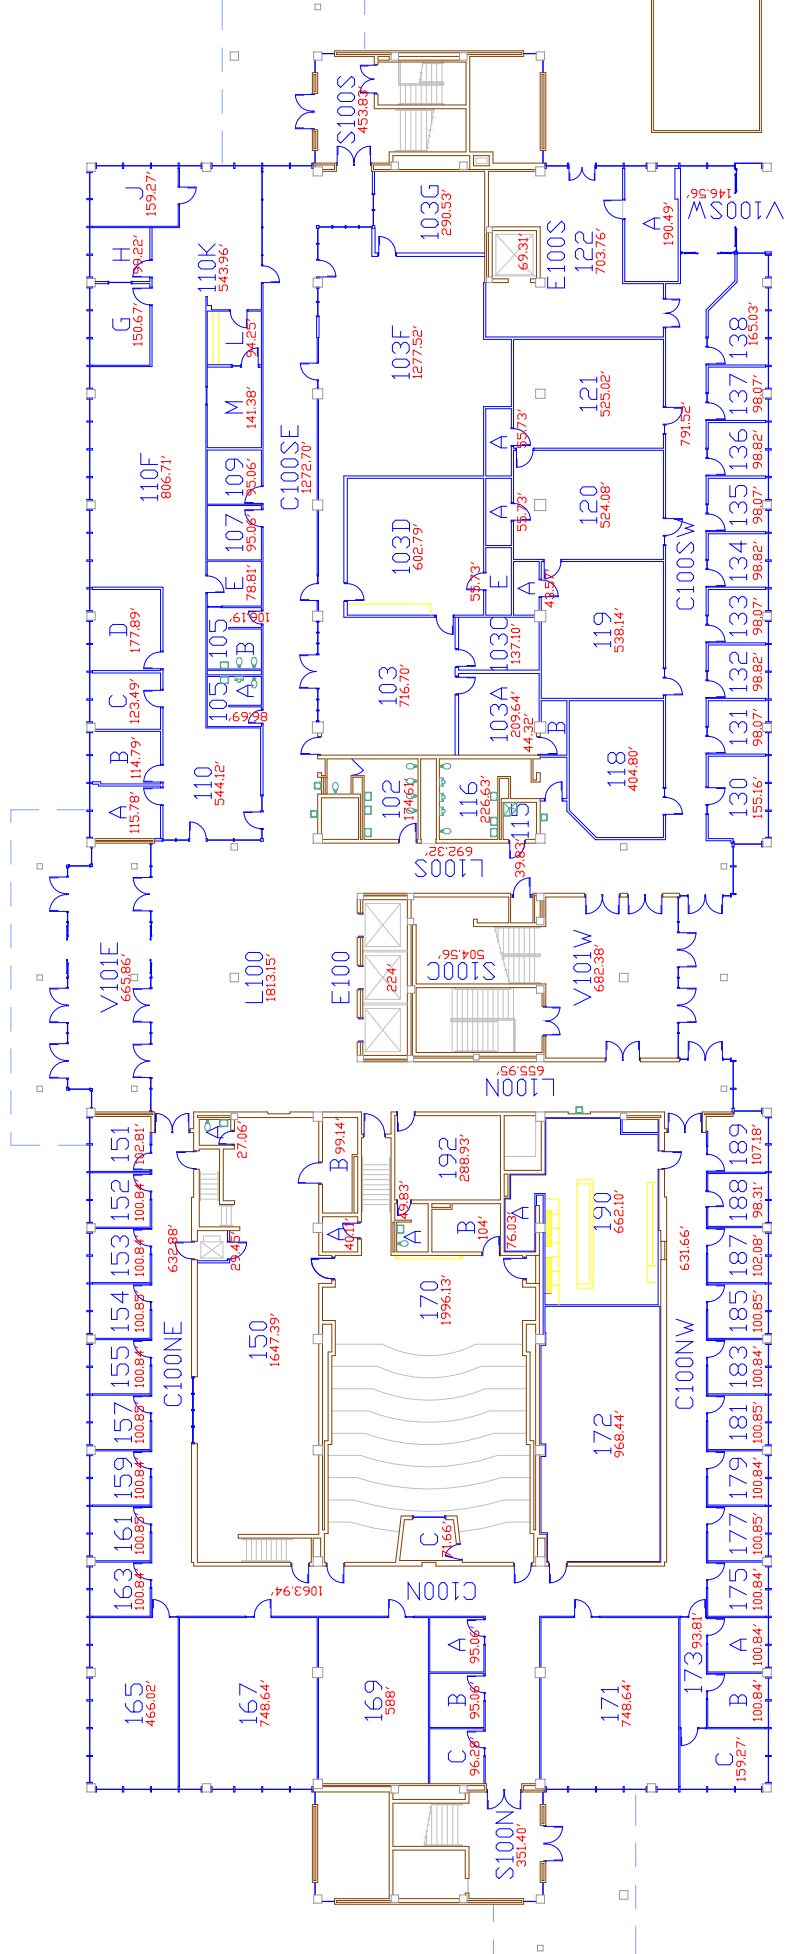 S100S
453.83′
J
159.27′
103G
290.53′
A
190.49′
146.56′
V100SW
H
99.22′
110K
543.96′
69.31′
E100S
122
703.76′
G
150.67′
L
94.25′
103F
1277.52′
138
165.03′
M
141.38′
121
525.02′
137
98.07′
791.52′
A
55.73′
136
98.82′
110F
806.71′
109
95.06′
C100SE
1272.70′
A
55.73′
120
524.08′
135
98.07′
107
95.06′
103D
602.79′
134
98.82′
E
78.81′
E
55.73′
A
43.57′
C100SW
D
177.89′
106.19′
105
B
103C
137.10′
119
538.14′
133
98.07′
132
98.82′
C
123.49′
105
A
86.69′
103
716.70′
103A
209.64′
44.32′
B
131
98.07′
B
114.79′
110
544.12′
118
404.80′
130
155.16′
A
115.78′
102
174.61′
116
226.63′
115
39.83′
692.32′
L100S
V101E
665.86′
L100
1813.15′
E100
224′
504.56′
S100C
V101W
682.38′
655.95′
L100N
151
102.81′
A
27.06′
B
99.14′
192
288.93′
189
107.18′
152
100.84′
49.83′
A
B
104′
A
76.03′
190
662.10′
188
98.31′
A
40.11′
153
100.84′
632.88′
29.45′
631.66′
187
102.08′
154
100.85′
170
1996.13′
185
100.85′
155
100.84′
C100NE
150
1647.39′
C100NW
183
100.84′
157
100.85′
172
968.44′
181
100.85′
159
100.84′
179
100.84′
161
100.85′
C
71.66′
177
100.85′
163
100.84′
1063.94′
C100N
175
100.84′
165
466.02′
167
748.64′
169
588′
A
95.06′
171
748.64′
173
93.81′
A
100.84′
B
95.06′
B
100.84′
C
96.28′
C
159.27′
S100N
351.40′